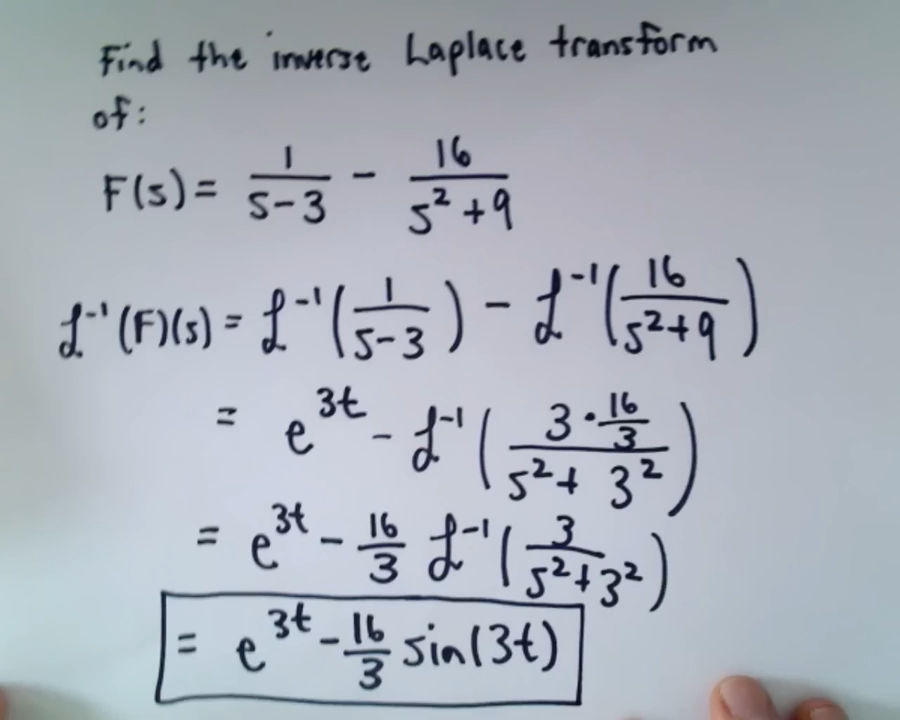 Find the inverse Laplace transform
of:
F(s) = 1/(s-3) - 16/(s²+9)
ℒ⁻¹(F)(s) = ℒ⁻¹(1/(s-3)) - ℒ⁻¹(16/(s²+9))
= e^(3t) - ℒ⁻¹((3·16/3)/(s²+3²))
= e^(3t) - 16/3 ℒ⁻¹(3/(s²+3²))
= e^(3t) - 16/3 sin(3t)